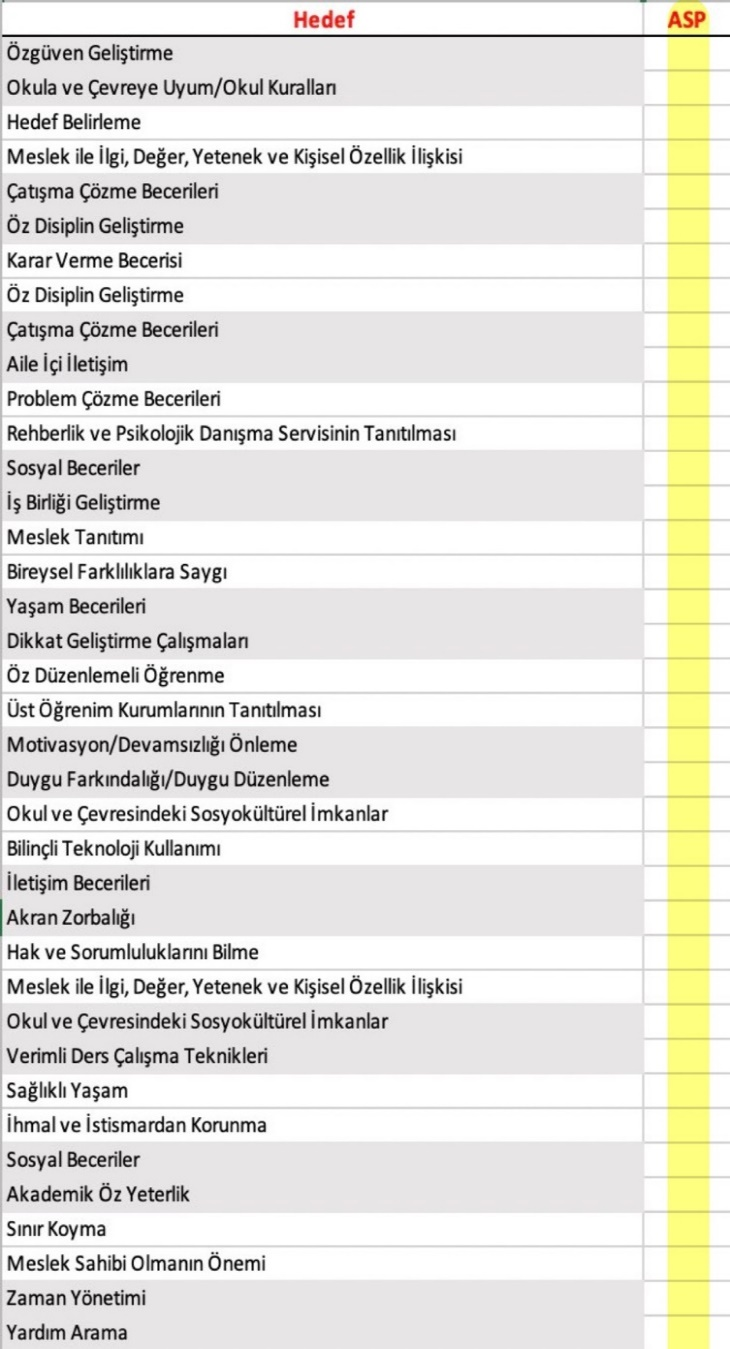 Hedef ASP
Özgüven Geliştirme
Okula ve Çevreye Uyum/Okul Kuralları
Hedef Belirleme
Meslek ile İlgi, Değer, Yetenek ve Kişisel Özellik İlişkisi
Çatışma Çözme Becerileri
Öz Disiplin Geliştirme
Karar Verme Becerisi
Öz Disiplin Geliştirme
Çatışma Çözme Becerileri
Aile İçi İletişim
Problem Çözme Becerileri
Rehberlik ve Psikolojik Danışma Servisinin Tanıtılması
Sosyal Beceriler
İş Birliği Geliştirme
Meslek Tanıtımı
Bireysel Farklılıklara Saygı
Yaşam Becerileri
Dikkat Geliştirme Çalışmaları
Öz Düzenlemeli Öğrenme
Üst Öğrenim Kurumlarının Tanıtılması
Motivasyon/Devamsızlığı Önleme
Duygu Farkındalığı/Duygu Düzenleme
Okul ve Çevresindeki Sosyokültürel İmkanlar
Bilinçli Teknoloji Kullanımı
İletişim Becerileri
Akran Zorbalığı
Hak ve Sorumluluklarını Bilme
Meslek ile İlgi, Değer, Yetenek ve Kişisel Özellik İlişkisi
Okul ve Çevresindeki Sosyokültürel İmkanlar
Verimli Ders Çalışma Teknikleri
Sağlıklı Yaşam
İhmal ve İstismardan Korunma
Sosyal Beceriler
Akademik Öz Yeterlik
Sınır Koyma
Meslek Sahibi Olmanın Önemi
Zaman Yönetimi
Yardım Arama